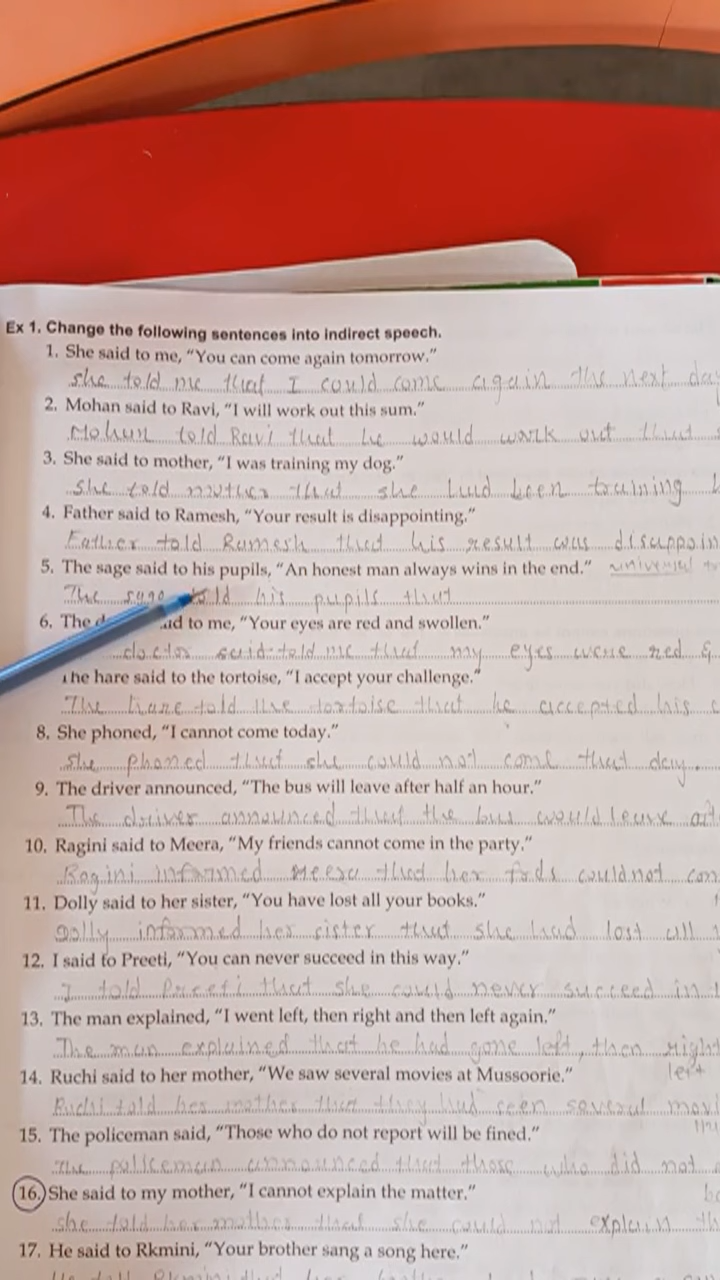 Ex 1. Change the following sentences into indirect speech.
1. She said to me, “You can come again tomorrow.”
She told me that I could come again the next day
2. Mohan said to Ravi, “I will work out this sum.”
Mohun told Ravi that he would work out that
3. She said to mother, “I was training my dog.”
She told mother that she had been training
4. Father said to Ramesh, “Your result is disappointing.”
Father told Ramesh that his result was disappoin
5. The sage said to his pupils, “An honest man always wins in the end.”
The sage told his pupils that
6. The to me, “Your eyes are red and swollen.”
doctor said told me that my eyes were red &
he hare said to the tortoise, “I accept your challenge.”
The hare told the tortoise that he accepted his
8. She phoned, “I cannot come today.”
She phoned that she could not come that day.
9. The driver announced, “The bus will leave after half an hour.”
The driver announced that the bus would leave
10. Ragini said to Meera, “My friends cannot come in the party.”
Ragini informed Meera that her frds could not
11. Dolly said to her sister, “You have lost all your books.”
Dolly informed her sister that she had lost all
12. I said to Preeti, “You can never succeed in this way.”
I told Preeti that she could never succeed in
13. The man explained, “I went left, then right and then left again.”
The man explained that he had gone left, then right
left
14. Ruchi said to her mother, “We saw several movies at Mussoorie.”
Ruchi told her mother that they had seen several movi
15. The policeman said, “Those who do not report will be fined.”
The policeman announced that those who did not
16. She said to my mother, “I cannot explain the matter.”
she told her mother that she could not explain
17. He said to Rkmini, “Your brother sang a song here.”